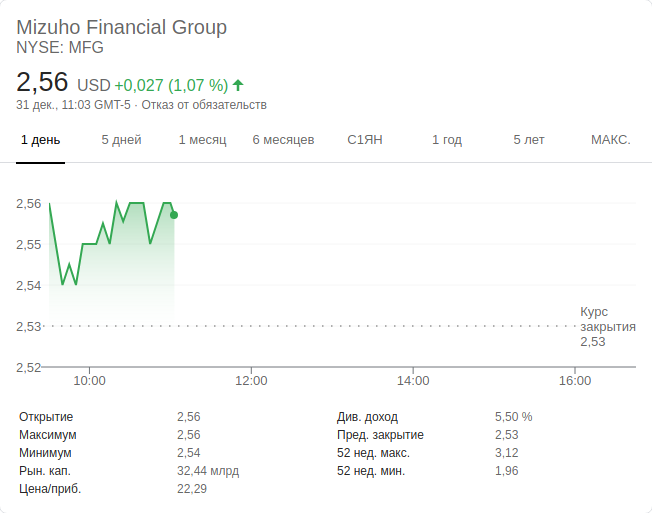 Mizuho Financial Group
NYSE: MFG
2,56 USD +0,027 (1,07 %)
31 дек., 11:03 GMT-5 · Отказ от обязательств
1 день 5 дней 1 месяц 6 месяцев С1ЯН 1 год 5 лет МАКС.
2,56
2,55
2,54
2,53
2,52
Курс
закрытия
2,53
10:00 12:00 14:00 16:00
Открытие 2,56 Див. доход 5,50 %
Максимум 2,56 Пред. закрытие 2,53
Минимум 2,54 52 нед. макс. 3,12
Рын. кап. 32,44 млрд 52 нед. мин. 1,96
Цена/приб. 22,29